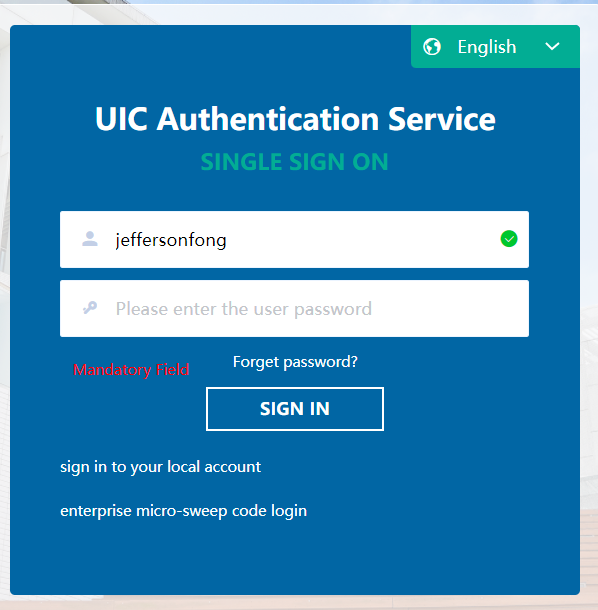 English
UIC Authentication Service
SINGLE SIGN ON
jeffersonfong
Please enter the user password
Forget password?
Mandatory Field
SIGN IN
sign in to your local account
enterprise micro-sweep code login